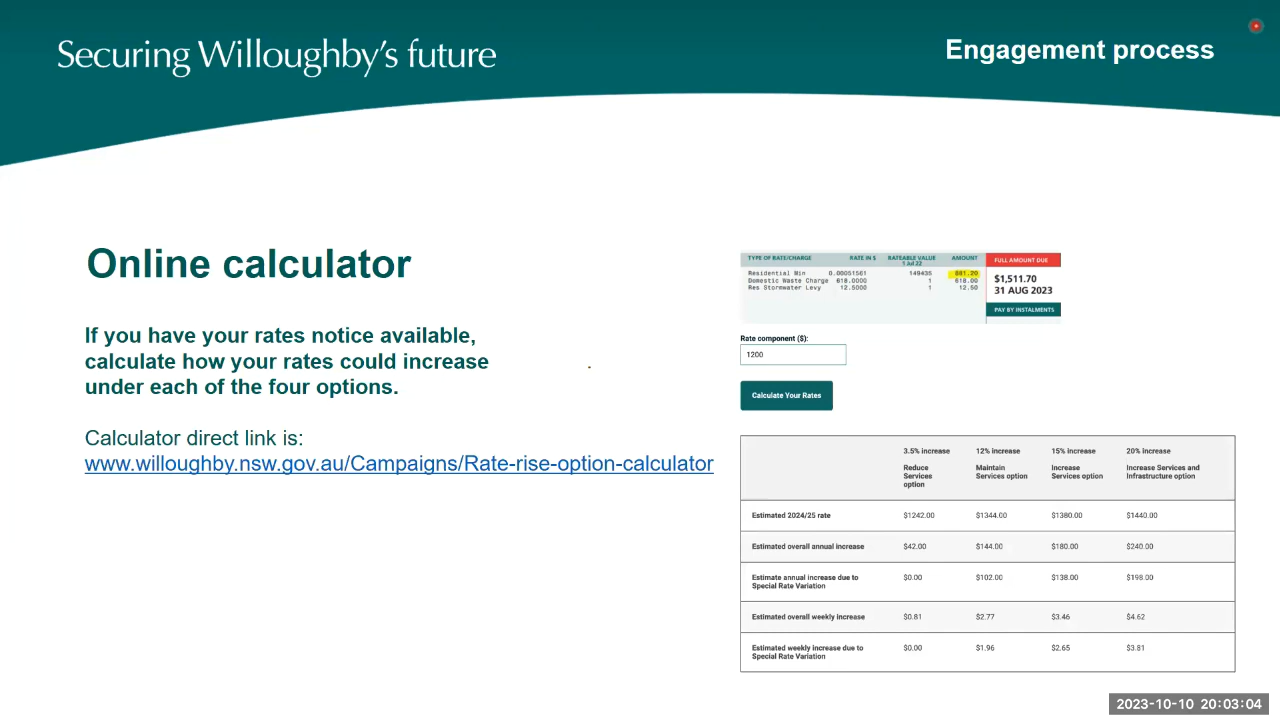 Securing Willoughby's future
Engagement process
Online calculator
If you have your rates notice available,
calculate how your rates could increase
under each of the four options.
Calculator direct link is:
www.willoughby.nsw.gov.au/Campaigns/Rate-rise-option-calculator
TYPE OF RATE/CHARGE RATE IN $ RATEABLE VALUE AMOUNT
1 Jul 22
Residential Min 0.00051561 149435 881.20
Domestic Waste Charge 618.0000 1 618.00
Res Stormwater Levy 12.5000 1 12.50
FULL AMOUNT DUE
$1,511.70
31 AUG 2023
PAY BY INSTALMENTS
Rate component ($):
1200
Calculate Your Rates
3.5% increase 12% increase 15% increase 20% increase
Reduce Maintain Increase Increase Services and
Services Services option Services option Infrastructure option
option
Estimated 2024/25 rate $1242.00 $1344.00 $1380.00 $1440.00
Estimated overall annual increase $42.00 $144.00 $180.00 $240.00
Estimate annual increase due to $0.00 $102.00 $138.00 $198.00
Special Rate Variation
Estimated overall weekly increase $0.81 $2.77 $3.46 $4.62
Estimated weekly increase due to $0.00 $1.96 $2.65 $3.81
Special Rate Variation
2023-10-10 20:03:04